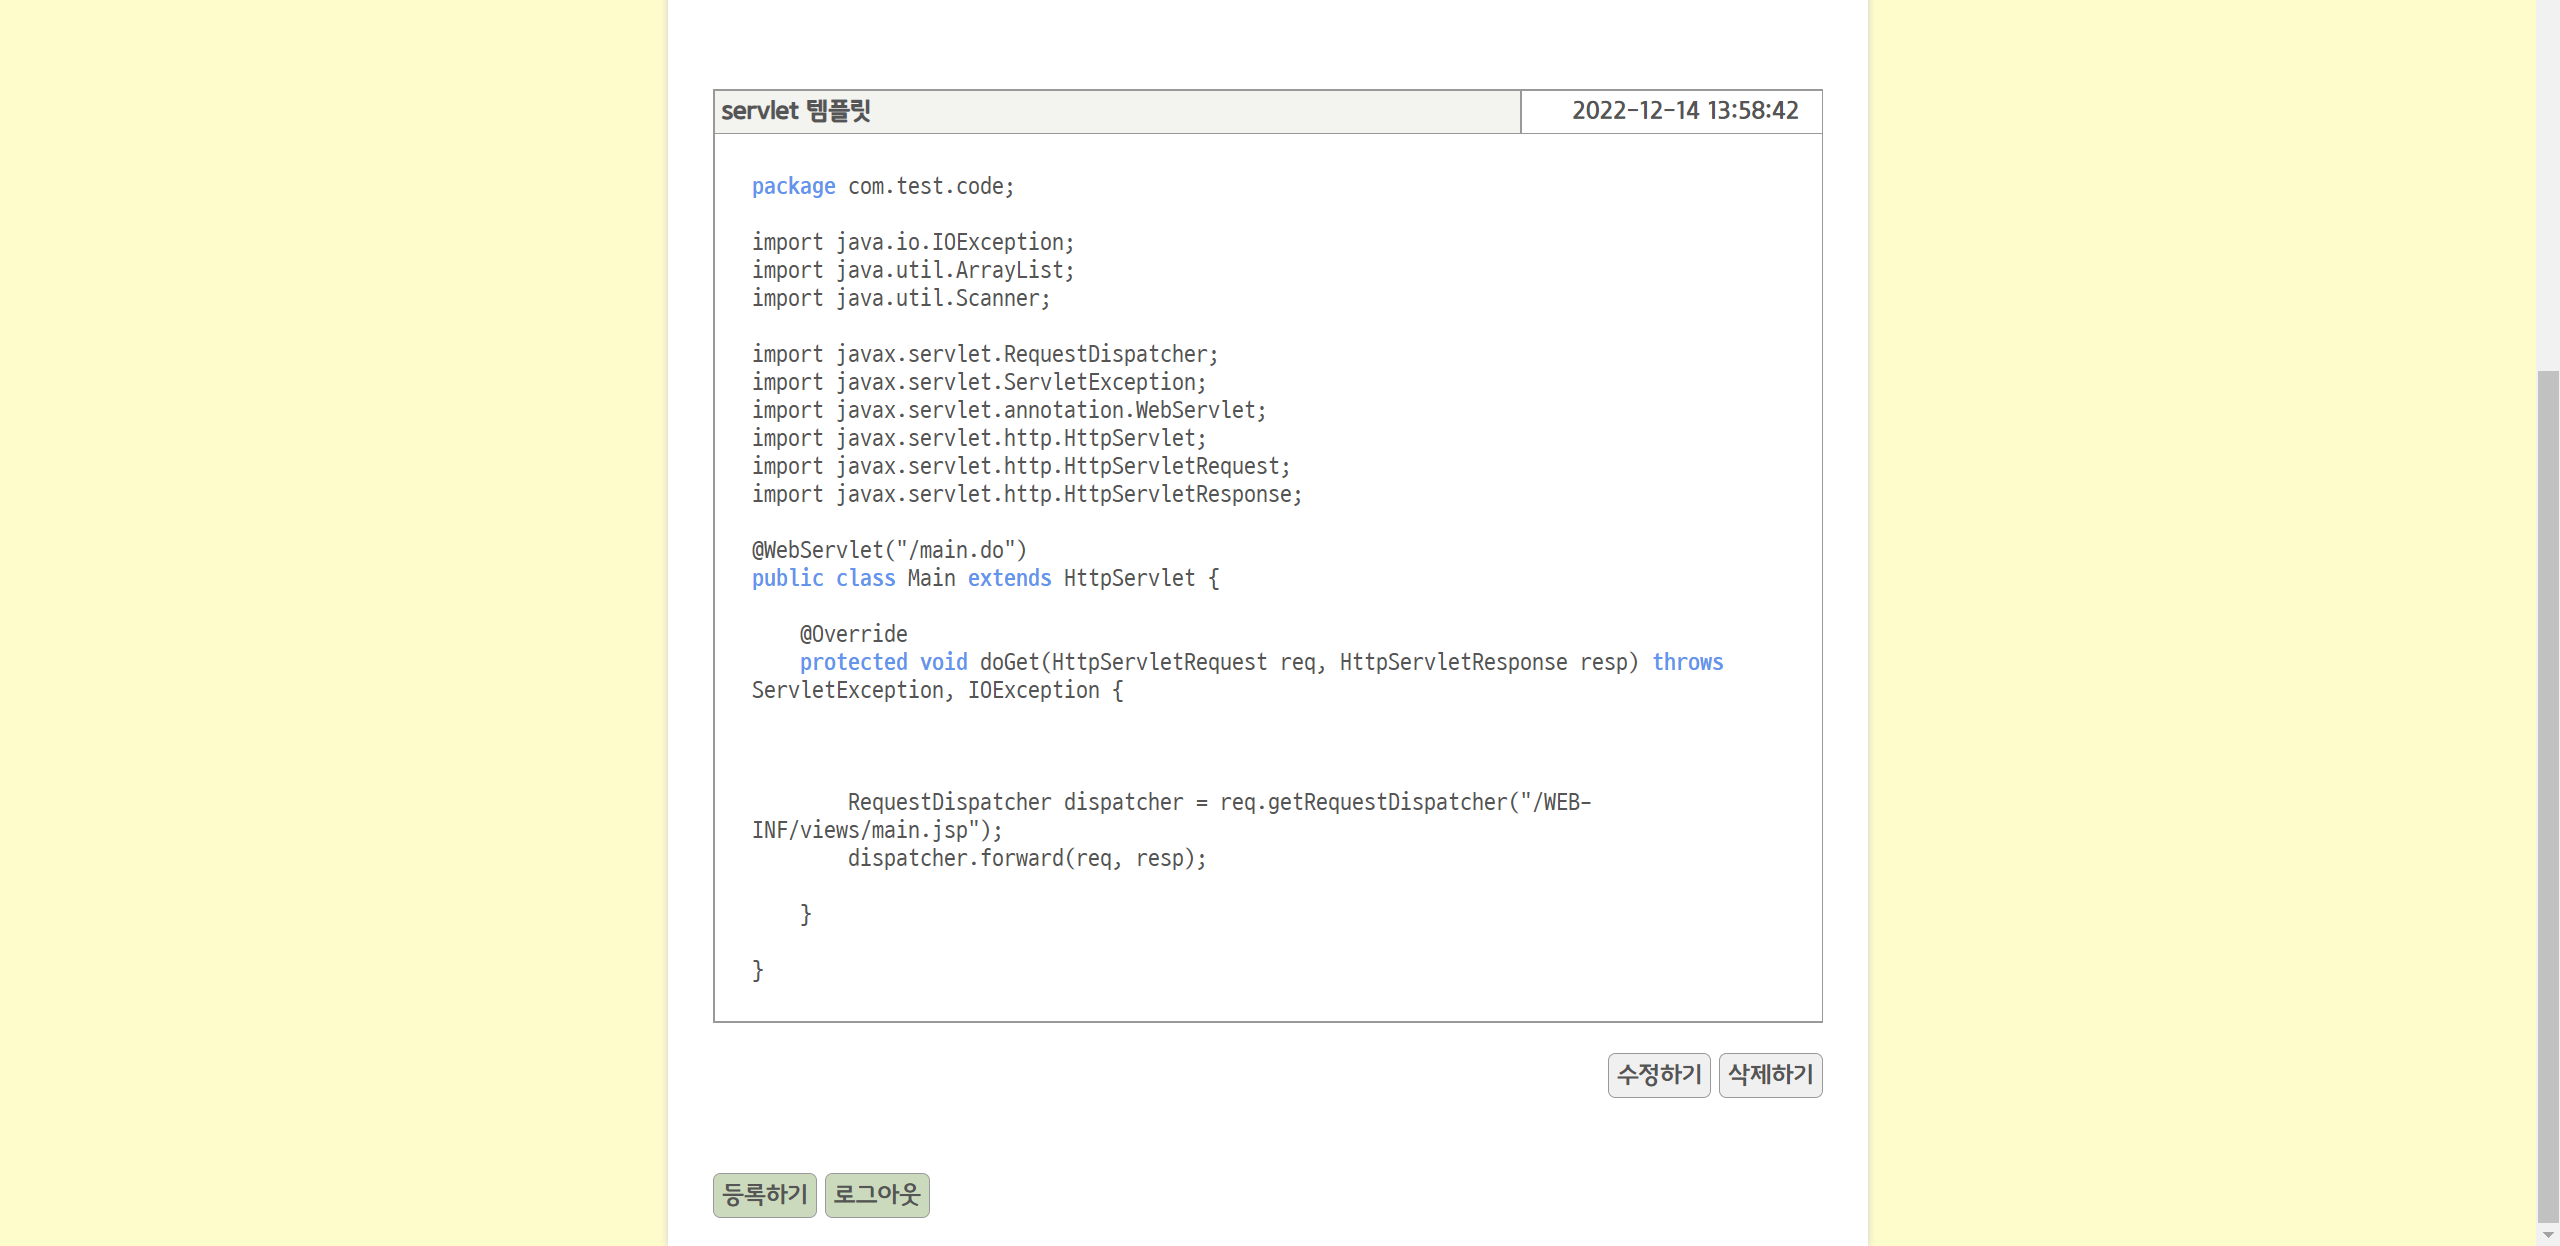 servlet 템플릿 2022-12-14 13:58:42
package com.test.code;
import java.io.IOException;
import java.util.ArrayList;
import java.util.Scanner;
import javax.servlet.RequestDispatcher;
import javax.servlet.ServletException;
import javax.servlet.annotation.WebServlet;
import javax.servlet.http.HttpServlet;
import javax.servlet.http.HttpServletRequest;
import javax.servlet.http.HttpServletResponse;
@WebServlet("/main.do")
public class Main extends HttpServlet {
    @Override
    protected void doGet(HttpServletRequest req, HttpServletResponse resp) throws
ServletException, IOException {
        RequestDispatcher dispatcher = req.getRequestDispatcher("/WEB-
INF/views/main.jsp");
        dispatcher.forward(req, resp);
    }
}
수정하기 삭제하기
등록하기 로그아웃